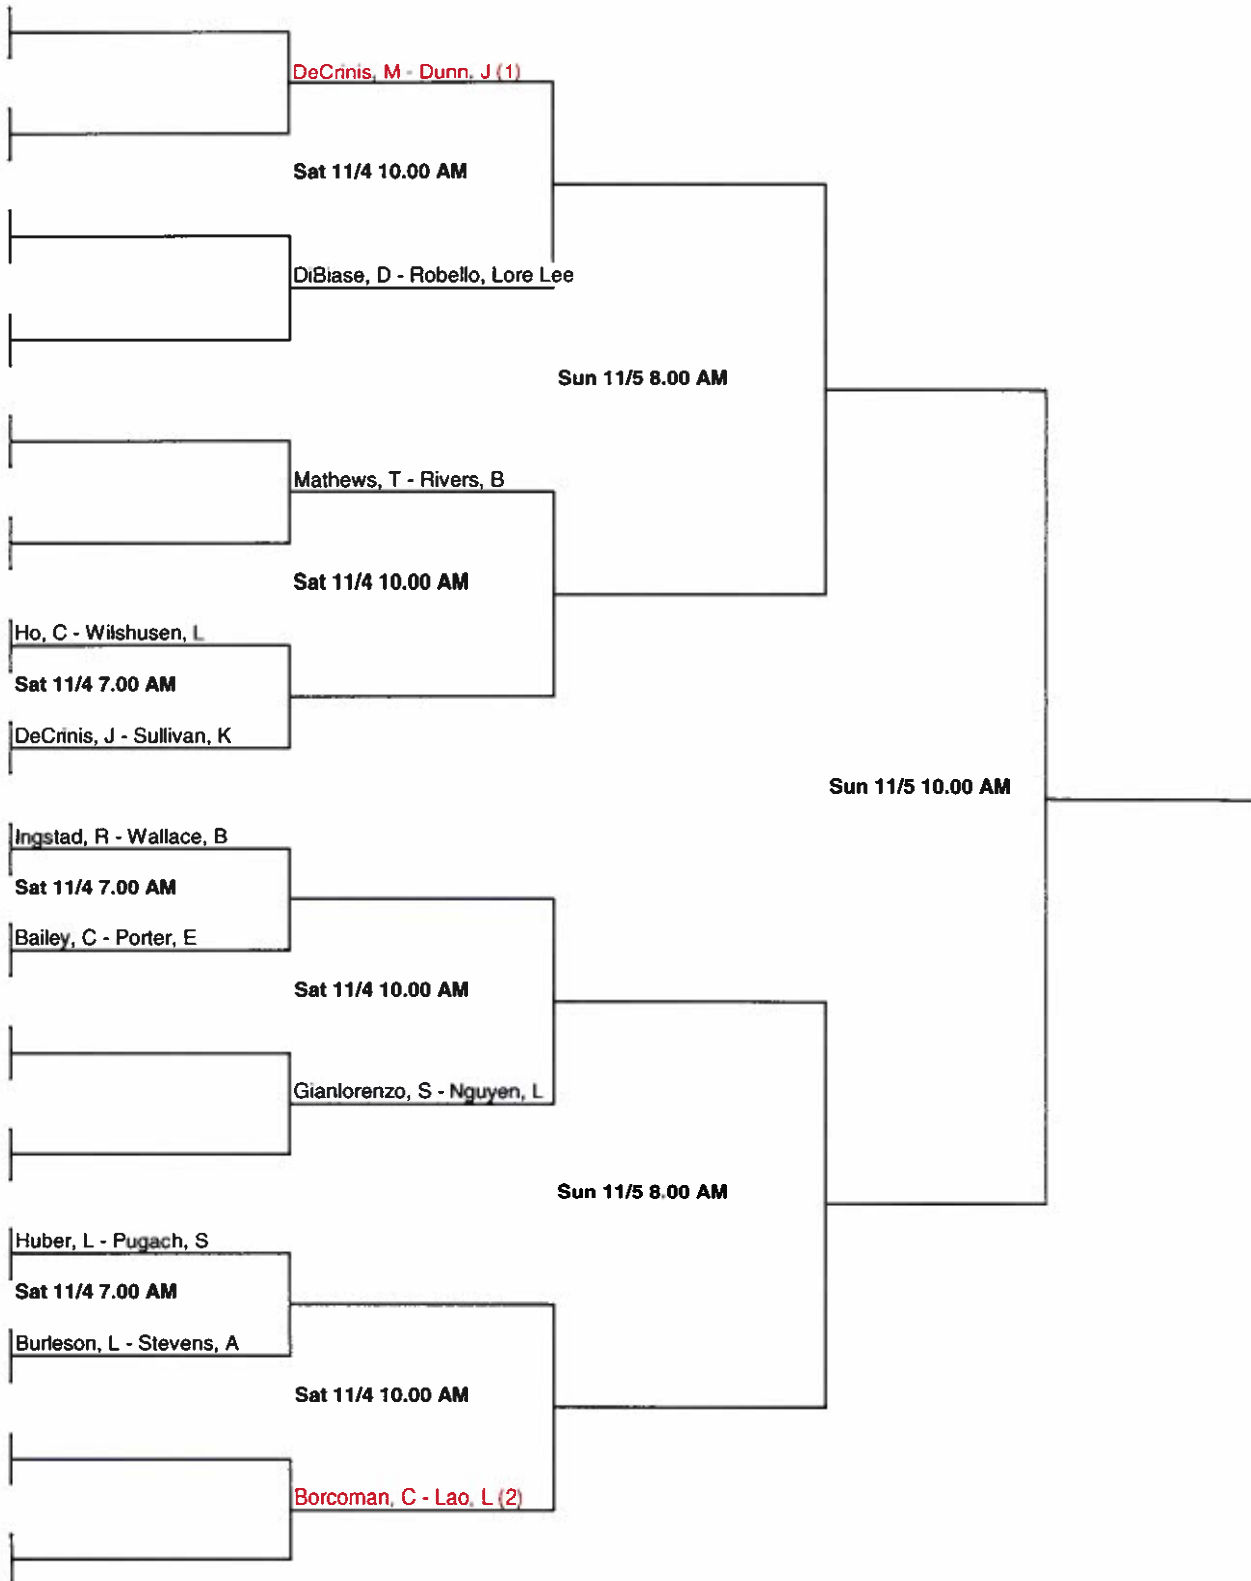 DeCrinis, M - Dunn, J (1)
Sat 11/4 10.00 AM
DiBiase, D - Robello, Lore Lee
Sun 11/5 8.00 AM
Mathews, T - Rivers, B
Sat 11/4 10.00 AM
Ho, C - Wilshusen, L
Sat 11/4 7.00 AM
DeCrinis, J - Sullivan, K
Sun 11/5 10.00 AM
Ingstad, R - Wallace, B
Sat 11/4 7.00 AM
Bailey, C - Porter, E
Sat 11/4 10.00 AM
Gianlorenzo, S - Nguyen, L
Sun 11/5 8.00 AM
Huber, L - Pugach, S
Sat 11/4 7.00 AM
Burleson, L - Stevens, A
Sat 11/4 10.00 AM
Borcoman, C - Lao, L (2)